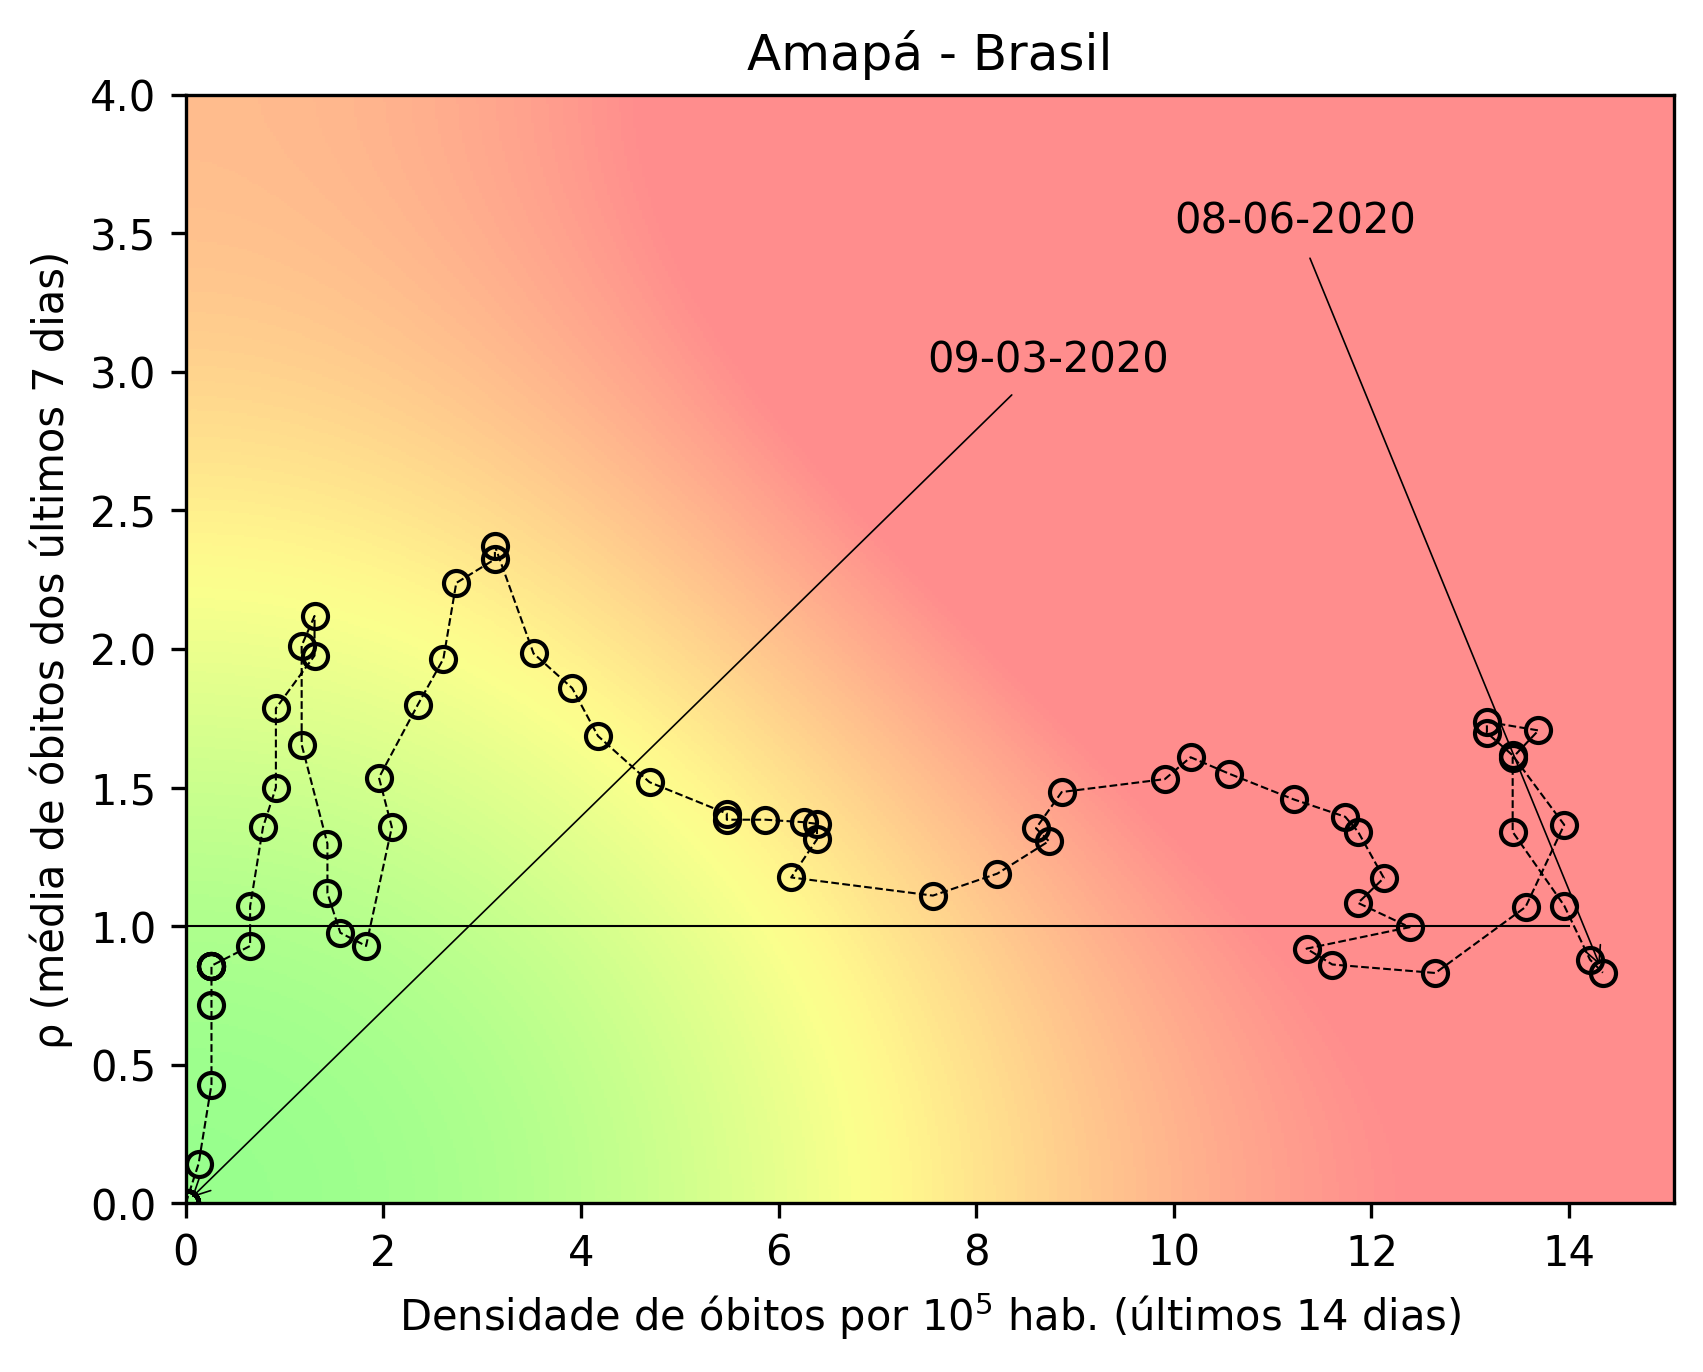 Amapá - Brasil
4.0
3.5
3.0
2.5
2.0
1.5
1.0
0.5
0.0
ρ (média de óbitos dos últimos 7 dias)
08-06-2020
09-03-2020
0 2 4 6 8 10 12 14
Densidade de óbitos por 10⁵ hab. (últimos 14 dias)